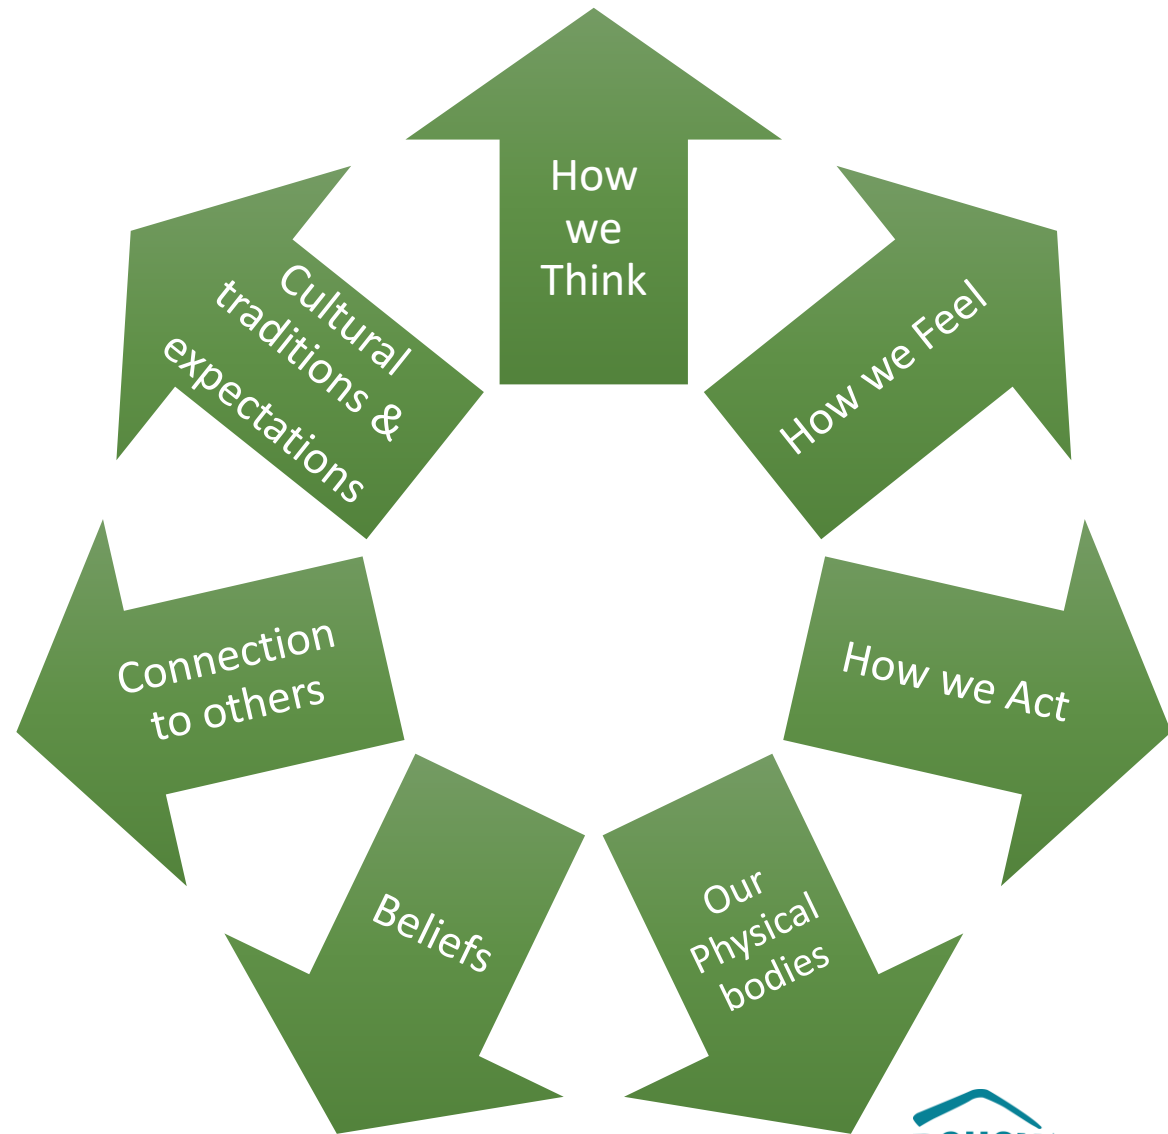 How
we
Think
How we Feel
How we Act
Our
Physical
bodies
Beliefs
Connection
to others
Cultural
traditions &
expectations